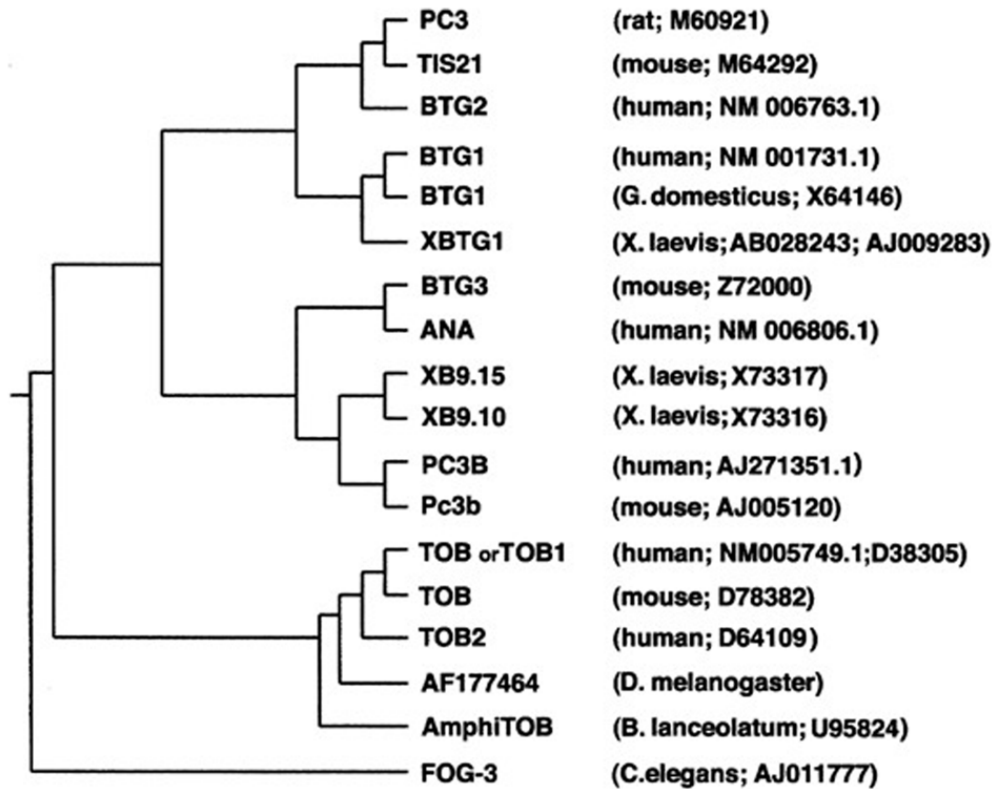 PC3 (rat; M60921)
TIS21 (mouse; M64292)
BTG2 (human; NM 006763.1)
BTG1 (human; NM 001731.1)
BTG1 (G. domesticus; X64146)
XBTG1 (X. laevis; AB028243; AJ009283)
BTG3 (mouse; Z72000)
ANA (human; NM 006806.1)
XB9.15 (X. laevis; X73317)
XB9.10 (X. laevis; X73316)
PC3B (human; AJ271351.1)
Pc3b (mouse; AJ005120)
TOB or TOB1 (human; NM005749.1;D38305)
TOB (mouse; D78382)
TOB2 (human; D64109)
AF177464 (D. melanogaster)
AmphiTOB (B. lanceolatum; U95824)
FOG-3 (C.elegans; AJ011777)